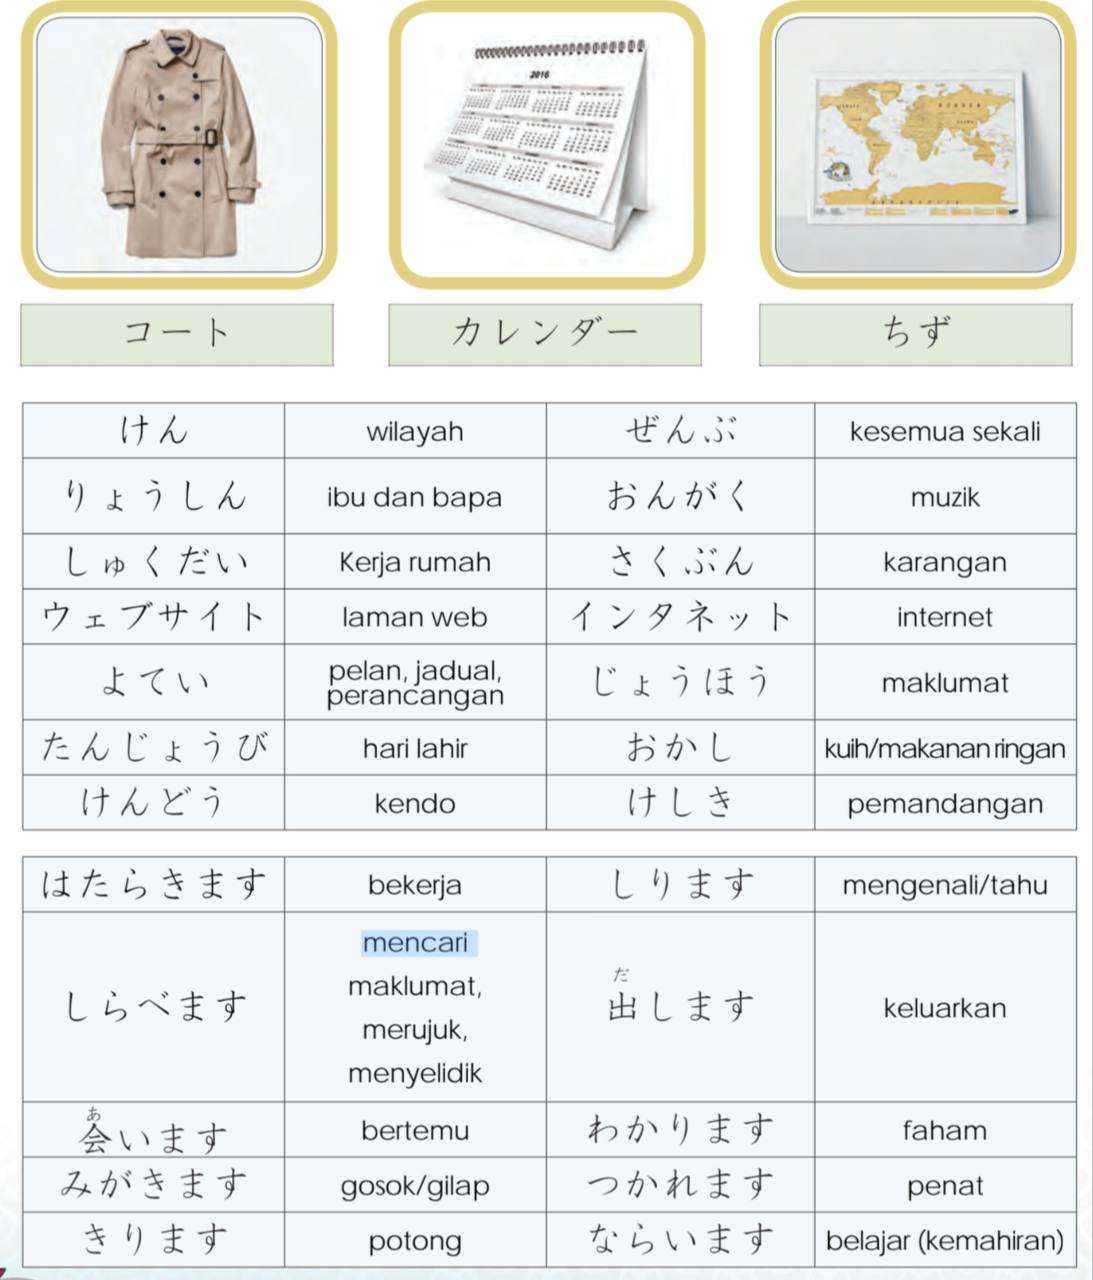 2016
コート
カレンダー
ちず
けん wilayah ぜんぶ kesemua sekali
りょうしん ibu dan bapa おんがく muzik
しゅくだい Kerja rumah さくぶん karangan
ウェブサイト laman web インタネット internet
よてい pelan, jadual, perancangan じょうほう maklumat
たんじょうび hari lahir おかし kuih/makanan ringan
けんどう kendo けしき pemandangan
はたらきます bekerja しります mengenali/tahu
しらべます
mencari
maklumat,
merujuk,
menyelidik
だ
出します keluarkan
あ
会います bertemu わかります faham
みがきます gosok/gilap つかれます penat
きります potong ならいます belajar (kemahiran)